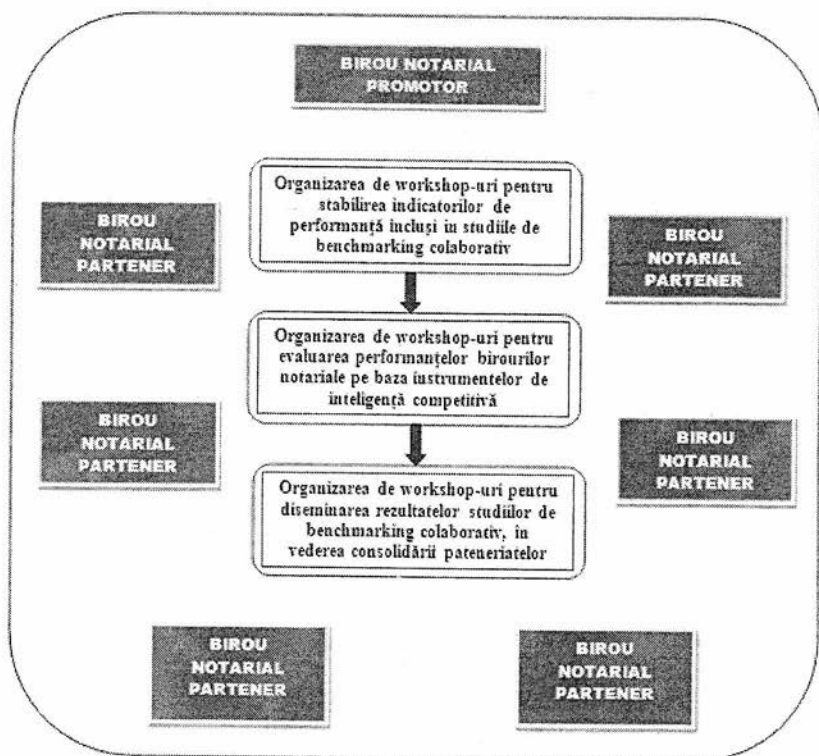 BIROU NOTARIAL
PROMOTOR
Organizarea de workshop-uri pentru
stabilirea indicatorilor de
performanță incluși in studiile de
benchmarking colaborativ
BIROU
NOTARIAL
PARTENER
BIROU
NOTARIAL
PARTENER
Organizarea de workshop-uri pentru
evaluarea performanțelor birourilor
notariale pe baza instrumentelor de
inteligență competitivă
BIROU
NOTARIAL
PARTENER
BIROU
NOTARIAL
PARTENER
Organizarea de workshop-uri pentru
diseminarea rezultatelor studiilor de
benchmarking colaborativ, în
vederea consolidării pateneriatelor
BIROU
NOTARIAL
PARTENER
BIROU
NOTARIAL
PARTENER